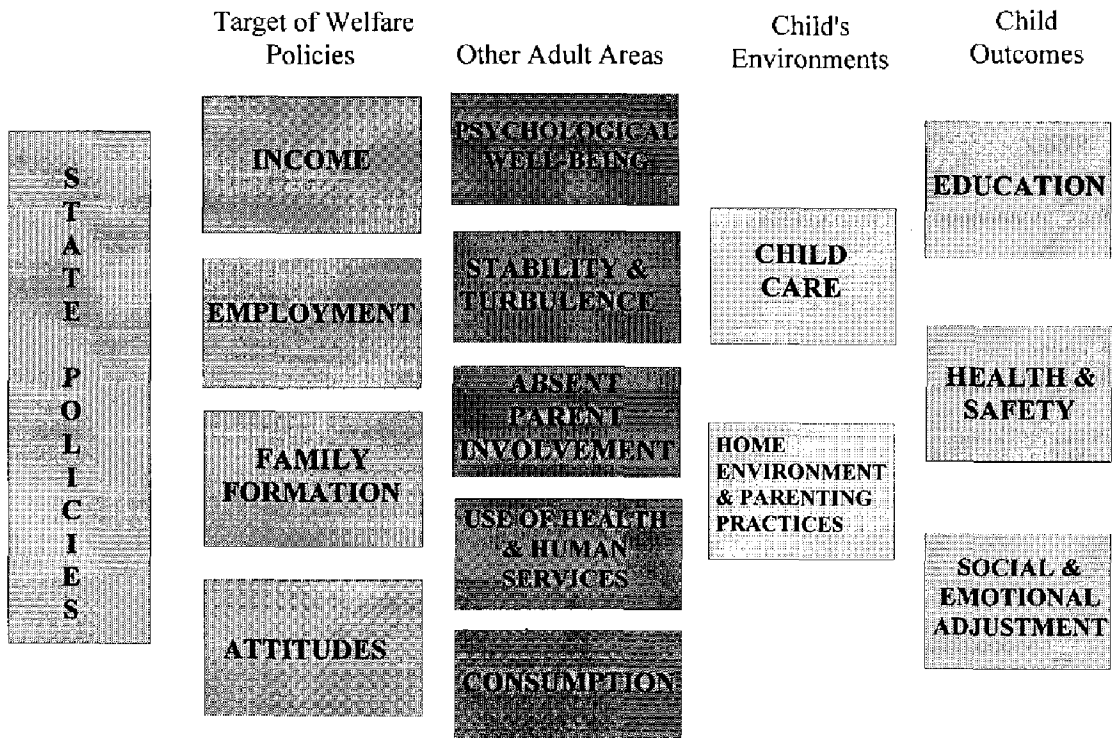 Target of Welfare
Policies
Other Adult Areas
Child's
Environments
Child
Outcomes
STATE POLICIES
INCOME
EMPLOYMENT
FAMILY
FORMATION
ATTITUDES
PSYCHOLOGICAL
WELL-BEING
STABILITY &
TURBULENCE
ABSENT
PARENT
INVOLVEMENT
USE OF HEALTH
& HUMAN
SERVICES
CONSUMPTION
CHILD
CARE
HOME
ENVIRONMENT
& PARENTING
PRACTICES
EDUCATION
HEALTH &
SAFETY
SOCIAL &
EMOTIONAL
ADJUSTMENT